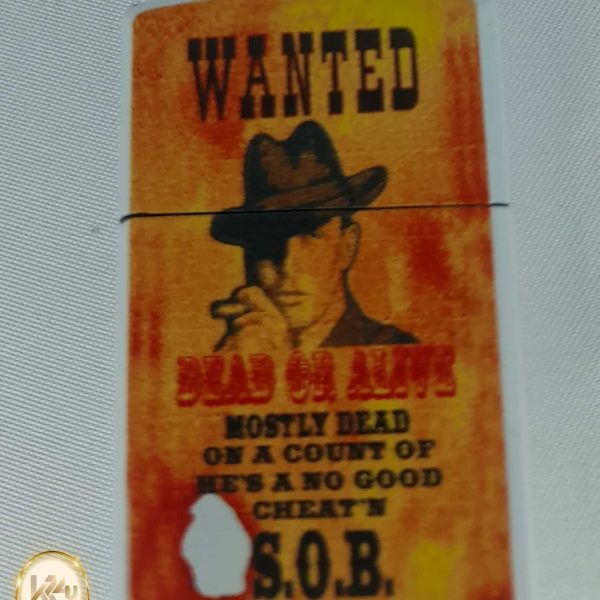 WANTED
DEAD OR ALIVE
MOSTLY DEAD
ON A COUNT OF
HE'S A NO GOOD
CHEAT'N
S.O.B.